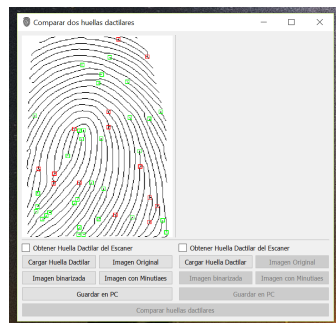 Comparar dos huellas dactilares
Obtener Huella Dactilar del Escaner
Obtener Huella Dactilar del Escaner
Cargar Huella Dactilar
Imagen Original
Cargar Huella Dactilar
Imagen Original
Imagen binarizada
Imagen con Minutiaes
Imagen binarizada
Imagen con Minutiaes
Guardar en PC
Guardar en PC
Comparar huellas dactilares